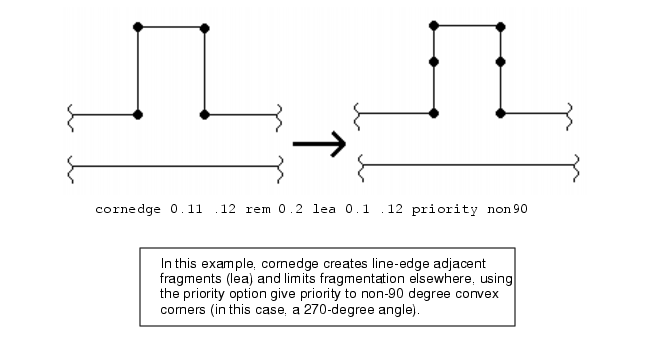 cornedge 0.11 .12 rem 0.2 lea 0.1 .12 priority non90
In this example, cornedge creates line-edge adjacent
fragments (lea) and limits fragmentation elsewhere, using
the priority option give priority to non-90 degree convex
corners (in this case, a 270-degree angle).